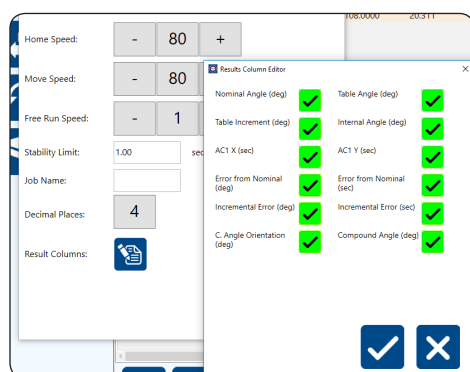 108.0000 20.311
Home Speed: - 80 +
Move Speed: - 80
Free Run Speed: - 1
Stability Limit: 1.00 sec
Job Name:
Decimal Places: 4
Result Columns:
Results Column Editor
Nominal Angle (deg) Table Angle (deg)
Table Increment (deg) Internal Angle (deg)
AC1 X (sec) AC1 Y (sec)
Error from Nominal Error from Nominal
(deg) (sec)
Incremental Error (deg) Incremental Error (sec)
C. Angle Orientation Compound Angle (deg)
(deg)